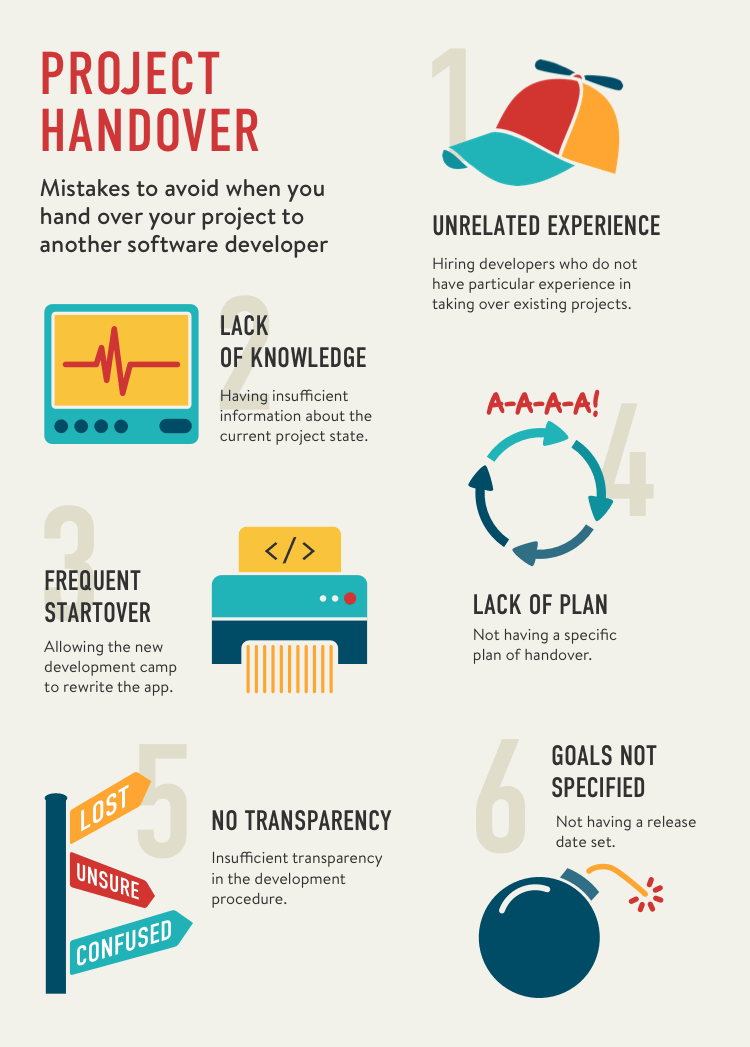 PROJECT
HANDOVER
Mistakes to avoid when you
hand over your project to
another software developer
1
UNRELATED EXPERIENCE
Hiring developers who do not
have particular experience in
taking over existing projects.
2
LACK
OF KNOWLEDGE
Having insufficient
information about the
current project state.
3
FREQUENT
STARTOVER
Allowing the new
development camp
to rewrite the app.
</>
A-A-A-A!
4
LACK OF PLAN
Not having a specific
plan of handover.
5
LOST
UNSURE
CONFUSED
NO TRANSPARENCY
Insufficient transparency
in the development
procedure.
6
GOALS NOT
SPECIFIED
Not having a release
date set.